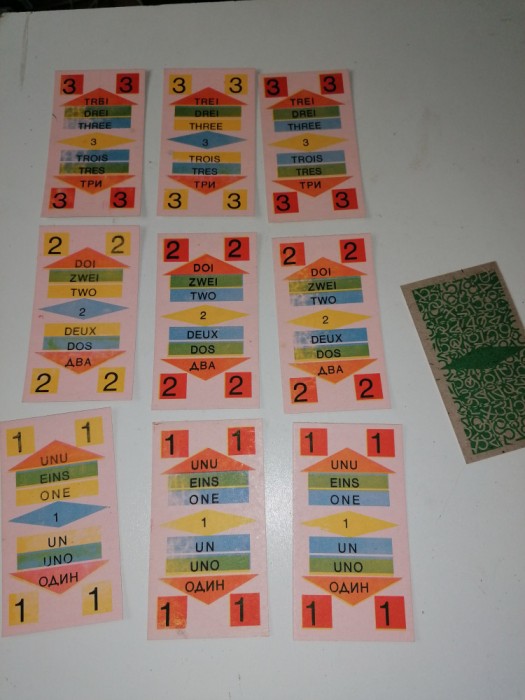 3 3
TREI
DREI
THREE
3
TROIS
TRES
ТРИ
3 3
3 3
TREI
DREI
THREE
3
TROIS
TRES
ТРИ
3 3
3 3
TREI
DREI
THREE
3
TROIS
TRES
ТРИ
3 3
2 2
DOI
ZWEI
TWO
2
DEUX
DOS
ДВА
2 2
2 2
DOI
ZWEI
TWO
2
DEUX
DOS
ДВА
2 2
2 2
DOI
ZWEI
TWO
2
DEUX
DOS
ДВА
2 2
1 1
UNU
EINS
ONE
1
UN
UNO
ОДИН
1 1
1 1
UNU
EINS
ONE
1
UN
UNO
ОДИН
1 1
1 1
UNU
EINS
ONE
1
UN
UNO
ОДИН
1 1